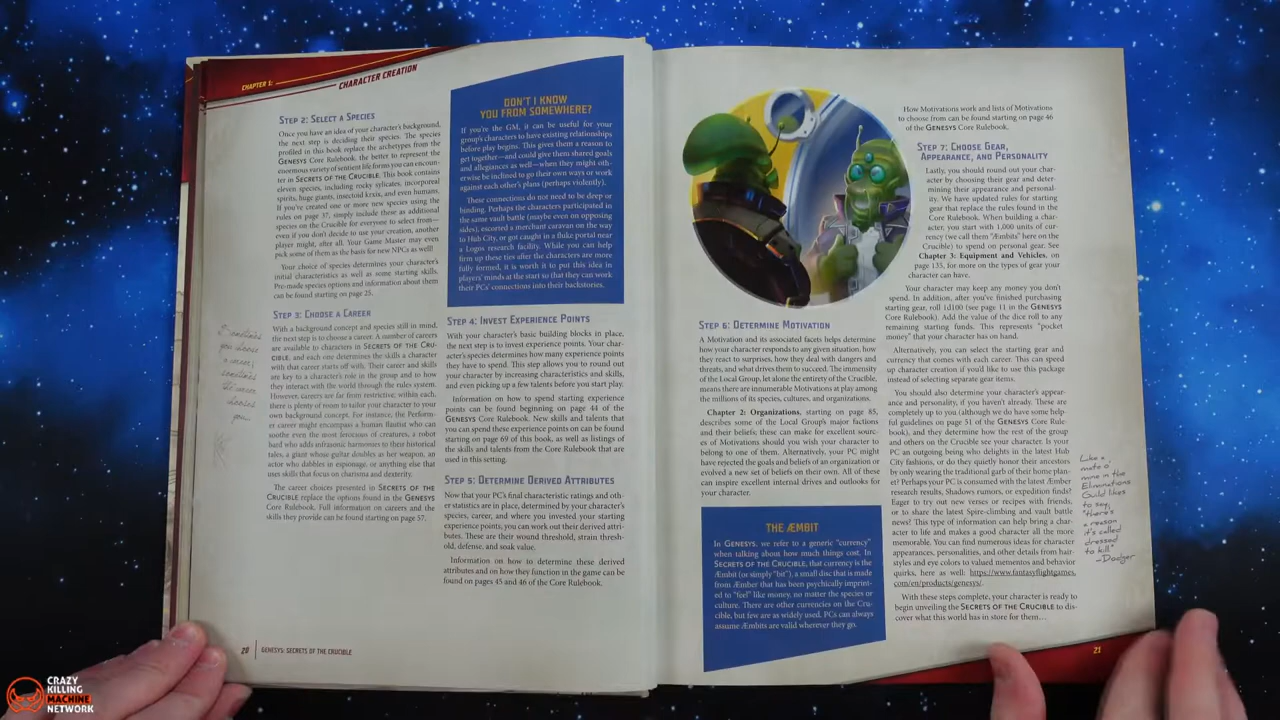 CHAPTER 1: CHARACTER CREATION
STEP 2: SELECT A SPECIES
Once you have an idea of your character's background,
the next step is deciding their species. The species
profiled in this book replace the archetypes from the
GENESYS Core Rulebook, the better to represent the
enormous variety of sentient life forms you can encoun-
ter in SECRETS OF THE CRUCIBLE. This book contains
eleven species, including rocky sylicates, incorporeal
spirits, huge giants, insectoid krxix, and even humans.
If you've created one or more new species using the
rules on page 37, simply include these as additional
species on the Crucible for everyone to select from—
even if you don't decide to use your creation, another
player might, after all. Your Game Master may even
pick some of them as the basis for new NPCs as well!
Your choice of species determines your character's
initial characteristics as well as some starting skills.
Pre-made species options and information about them
can be found starting on page 25.
STEP 3: CHOOSE A CAREER
With a background concept and species still in mind,
the next step is to choose a career. A number of careers
are available to characters in SECRETS OF THE CRU-
CIBLE, and each one determines the skills a character
with that career starts off with. Their career and skills
are key to a character's role in the group and to how
they interact with the world through the rules system.
However, careers are far from restrictive; within each,
there is plenty of room to tailor your character to your
own background concept. For instance, the Perform-
er career might encompass a human flautist who can
soothe even the most ferocious of creatures, a robot
bard who adds infrasonic harmonies to their historical
tales, a giant whose guitar doubles as her weapon, an
actor who dabbles in espionage, or anything else that
uses skills that focus on charisma and dexterity.
The career choices presented in SECRETS OF THE
CRUCIBLE replace the options found in the GENESYS
Core Rulebook. Full information on careers and the
skills they provide can be found starting on page 57.
Sometimes
you choose
a career;
sometimes
the career
chooses
you.
DON'T I KNOW
YOU FROM SOMEWHERE?
If you're the GM, it can be useful for your
group's characters to have existing relationships
before play begins. This gives them a reason to
get together—and could give them shared goals
and allegiances as well—when they might oth-
erwise be inclined to go their own ways or work
against each other's plans (perhaps violently).
These connections do not need to be deep or
binding. Perhaps the characters participated in
the same vault battle (maybe even on opposing
sides), escorted a merchant caravan on the way
to Hub City, or got caught in a fluke portal near
a Logos research facility. While you can help
firm up these ties after the characters are more
fully formed, it is worth it to put this idea in
players' minds at the start so that they can work
their PCs' connections into their backstories.
STEP 4: INVEST EXPERIENCE POINTS
With your character's basic building blocks in place,
the next step is to invest experience points. Your char-
acter's species determines how many experience points
they have to spend. This step allows you to round out
your character by increasing characteristics and skills,
and even picking up a few talents before you start play.
Information on how to spend starting experience
points can be found beginning on page 44 of the
GENESYS Core Rulebook. New skills and talents that
you can spend these experience points on can be found
starting on page 69 of this book, as well as listings of
the skills and talents from the Core Rulebook that are
used in this setting.
STEP 5: DETERMINE DERIVED ATTRIBUTES
Now that your PC's final characteristic ratings and oth-
er statistics are in place, determined by your character's
species, career, and where you invested your starting
experience points, you can work out their derived attri-
butes. These are their wound threshold, strain thresh-
old, defense, and soak value.
Information on how to determine these derived
attributes and on how they function in the game can be
found on pages 45 and 46 of the Core Rulebook.
20 GENESYS: SECRETS OF THE CRUCIBLE
STEP 6: DETERMINE MOTIVATION
A Motivation and its associated facets helps determine
how your character responds to any given situation, how
they react to surprises, how they deal with dangers and
threats, and what drives them to succeed. The immensity
of the Local Group, let alone the entirety of the Crucible,
means there are innumerable Motivations at play among
the millions of its species, cultures, and organizations.
Chapter 2: Organizations, starting on page 85,
describes some of the Local Group's major factions
and their beliefs; these can make for excellent sourc-
es of Motivations should you wish your character to
belong to one of them. Alternatively, your PC might
have rejected the goals and beliefs of an organization or
evolved a new set of beliefs on their own. All of these
can inspire excellent internal drives and outlooks for
your character.
THE ÆMBIT
In GENESYS, we refer to a generic "currency"
when talking about how much things cost. In
SECRETS OF THE CRUCIBLE, that currency is the
Æmbit (or simply "bit"), a small disc that is made
from Æmber that has been psychically imprint-
ed to "feel" like money, no matter the species or
culture. There are other currencies on the Cru-
cible, but few are as widely used. PCs can always
assume Æmbits are valid wherever they go.
How Motivations work and lists of Motivations
to choose from can be found starting on page 46
of the GENESYS Core Rulebook.
STEP 7: CHOOSE GEAR,
APPEARANCE, AND PERSONALITY
Lastly, you should round out your char-
acter by choosing their gear and deter-
mining their appearance and personal-
ity. We have updated rules for starting
gear that replace the rules found in the
Core Rulebook. When building a char-
acter, you start with 1,000 units of cur-
rency (we call them "Æmbits" here on the
Crucible) to spend on personal gear. See
Chapter 3: Equipment and Vehicles, on
page 135, for more on the types of gear your
character can have.
Your character may keep any money you don't
spend. In addition, after you've finished purchasing
starting gear, roll 1d100 (see page 11 in the GENESYS
Core Rulebook). Add the value of the dice roll to any
remaining starting funds. This represents "pocket
money" that your character has on hand.
Alternatively, you can select the starting gear and
currency that comes with each career. This can speed
up character creation if you'd like to use this package
instead of selecting separate gear items.
You should also determine your character's appear-
ance and personality, if you haven't already. These are
completely up to you (although we do have some help-
ful guidelines on page 51 of the GENESYS Core Rule-
book), and they determine how the rest of the group
and others on the Crucible see your character. Is your
PC an outgoing being who delights in the latest Hub
City fashions, or do they quietly honor their ancestors
by only wearing the traditional garb of their home plan-
et? Perhaps your PC is consumed with the latest Æmber
research results, Shadows rumors, or expedition finds?
Eager to try out new verses or recipes with friends,
or to share the latest Spire-climbing and vault battle
news? This type of information can help bring a char-
acter to life and makes a good character all the more
memorable. You can find numerous ideas for character
appearances, personalities, and other details from hair-
styles and eye colors to valued mementos and behavior
quirks, here as well: https://www.fantasyflightgames.
com/en/products/genesys/.
With these steps complete, your character is ready to
begin unveiling the SECRETS OF THE CRUCIBLE to dis-
cover what this world has in store for them…
Like a
mate o'
mine in the
Eliminations
Guild likes
to say,
"there's
a reason
it's called
dressed
to kill"
–Dodger
21
CRAZY
KILLING
MACHINE
NETWORK